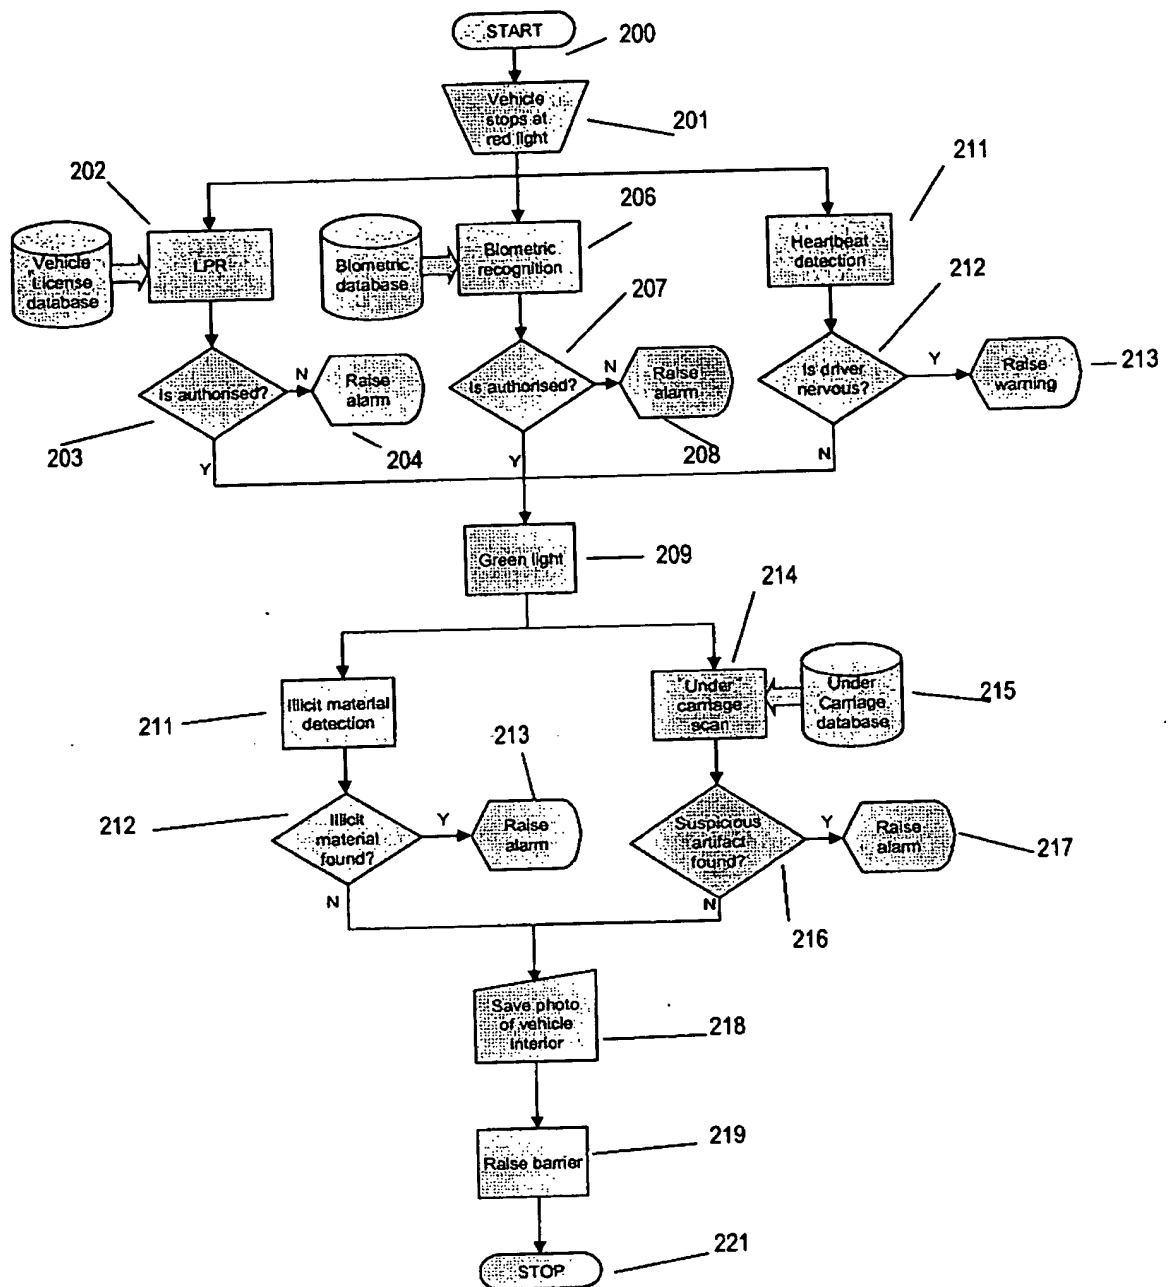 START
200
Vehicle
stops at
red light
201
202
206
211
Vehicle
License
database
LPR
Biometric
database
Biometric
recognition
Heartbeat
detection
207
212
Is authorised?
N
Raise
alarm
Is authorised?
N
Raise
alarm
Is driver
nervous?
Y
Raise
warning
213
203
Y
204
Y
208
N
Green light
209
214
211
Illicit material
detection
Under
carriage
scan
Under
Carriage
database
215
213
212
Illicit
material
found?
Y
Raise
alarm
Suspicious
artifact
found?
Y
Raise
alarm
217
N
N
216
Save photo
of vehicle
interior
218
Raise barrier
219
STOP
221